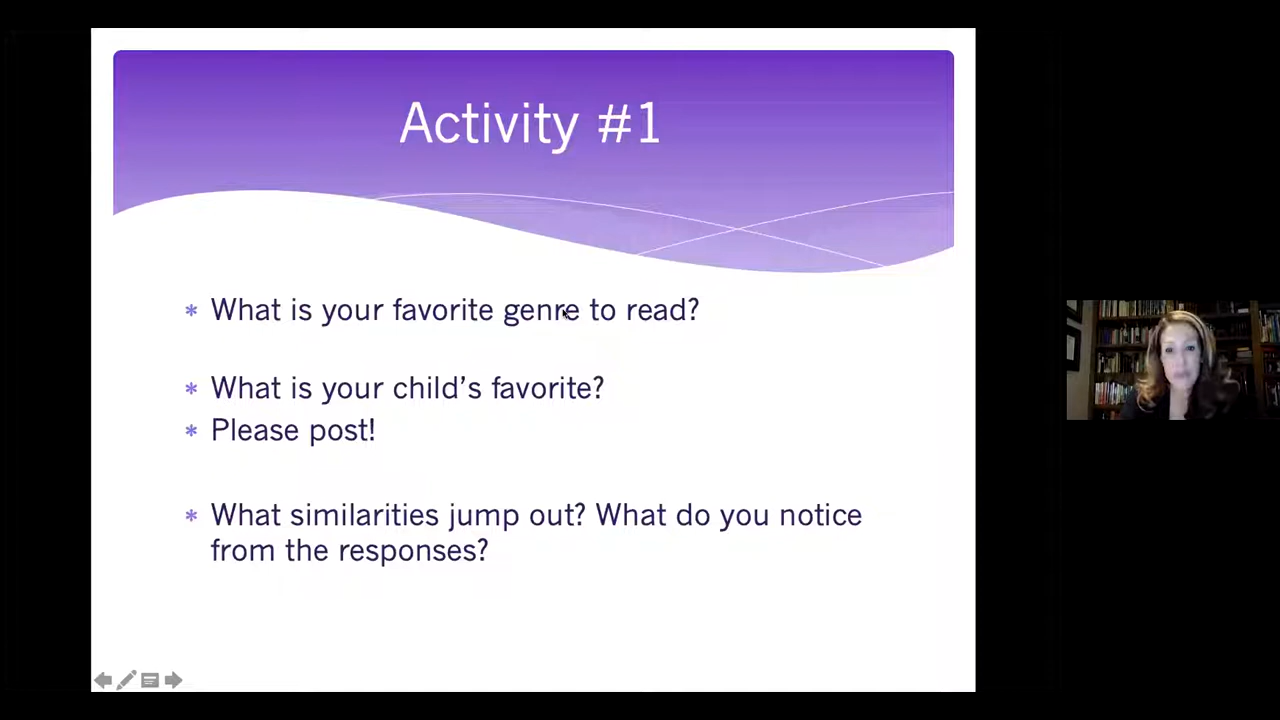 Activity #1
* What is your favorite genre to read?
* What is your child’s favorite?
* Please post!
* What similarities jump out? What do you notice
from the responses?